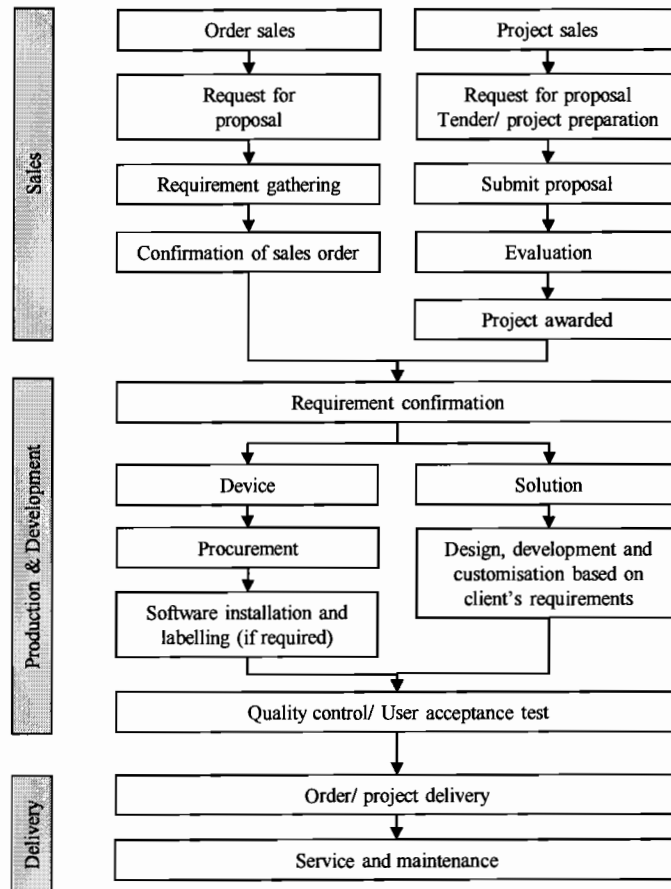 Sales
Order sales
Request for
proposal
Requirement gathering
Confirmation of sales order
Project sales
Request for proposal
Tender/ project preparation
Submit proposal
Evaluation
Project awarded
Production & Development
Requirement confirmation
Device
Procurement
Software installation and
labelling (if required)
Solution
Design, development and
customisation based on
client's requirements
Quality control/ User acceptance test
Delivery
Order/ project delivery
Service and maintenance